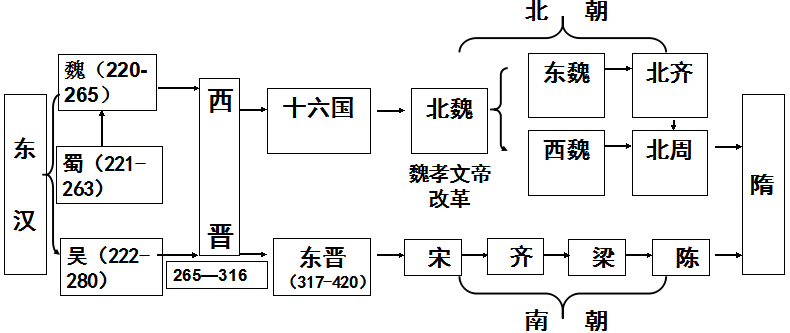 北 朝
东
汉
魏（220-
265）
蜀（221-
263）
吴（222-
280）
西
晋
265—316
十六国
北魏
魏孝文帝
改革
东魏
北齐
西魏
北周
东晋
（317-420）
宋
齐
梁
陈
南 朝
隋